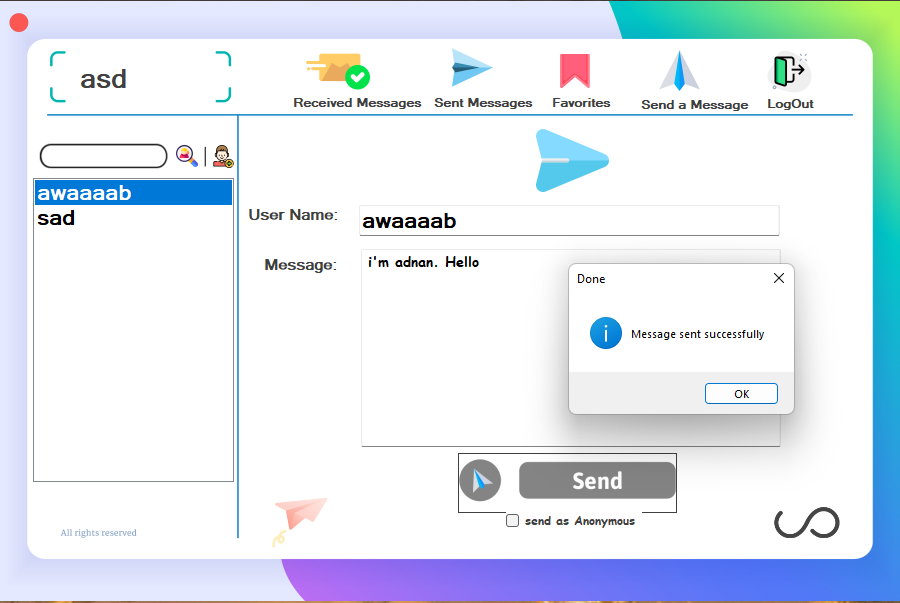 asd
Received Messages
Sent Messages
Favorites
Send a Message
LogOut
awaaaab
sad
User Name:
awaaaab
Message:
i'm adnan. Hello
Done
Message sent successfully
OK
Send
send as Anonymous
All rights reserved